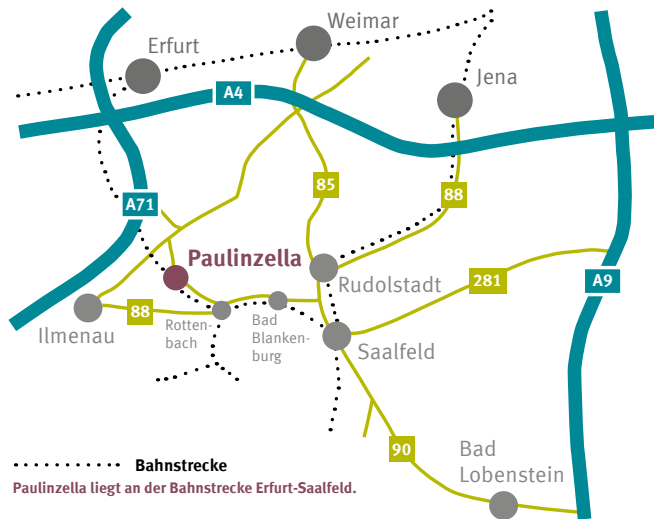 Weimar
Erfurt
Jena
A4
85
88
A71
Paulinzella
Rudolstadt
281
A9
88
Ilmenau
Rotten-
bach
Bad
Blanken-
burg
Saalfeld
90
Bad
Lobenstein
Bahnstrecke
Paulinzella liegt an der Bahnstrecke Erfurt-Saalfeld.